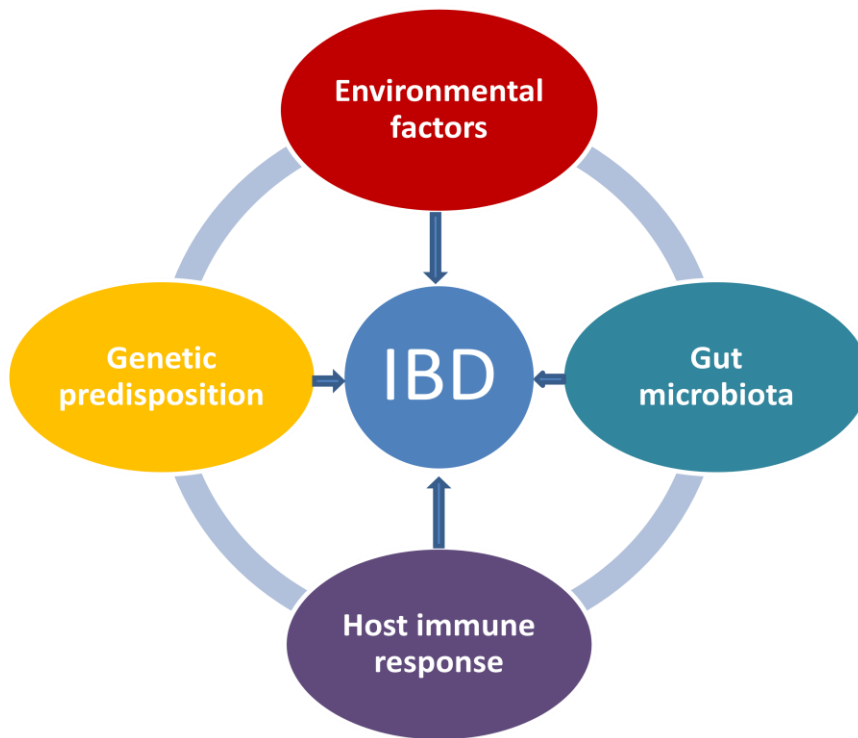 Environmental
factors
Genetic
predisposition
IBD
Gut
microbiota
Host immune
response